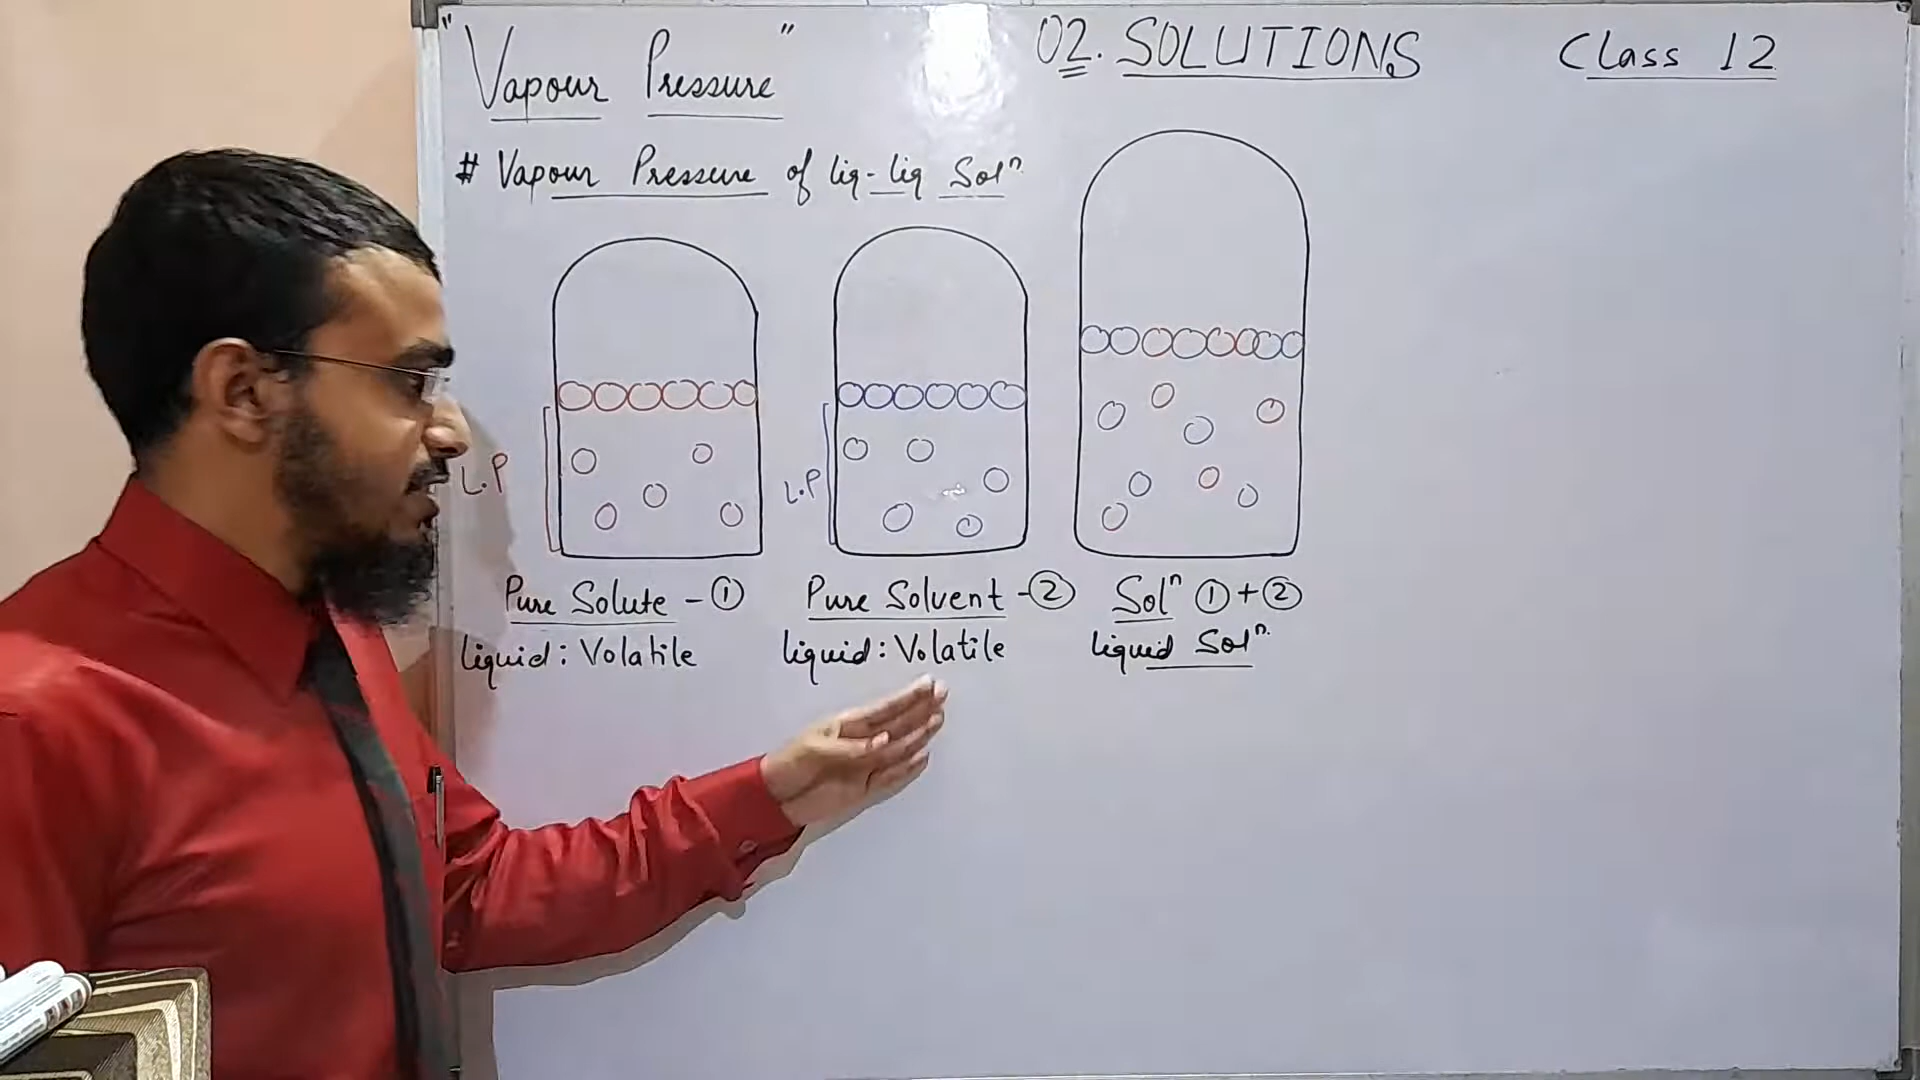 "Vapour Pressure"
02. SOLUTIONS
Class 12
# Vapour Pressure of liq-liq Solⁿ.
L.P
L.P
Pure Solute - ①
liquid: Volatile
Pure Solvent - ②
liquid: Volatile
Solⁿ ① + ②
liquid Solⁿ.